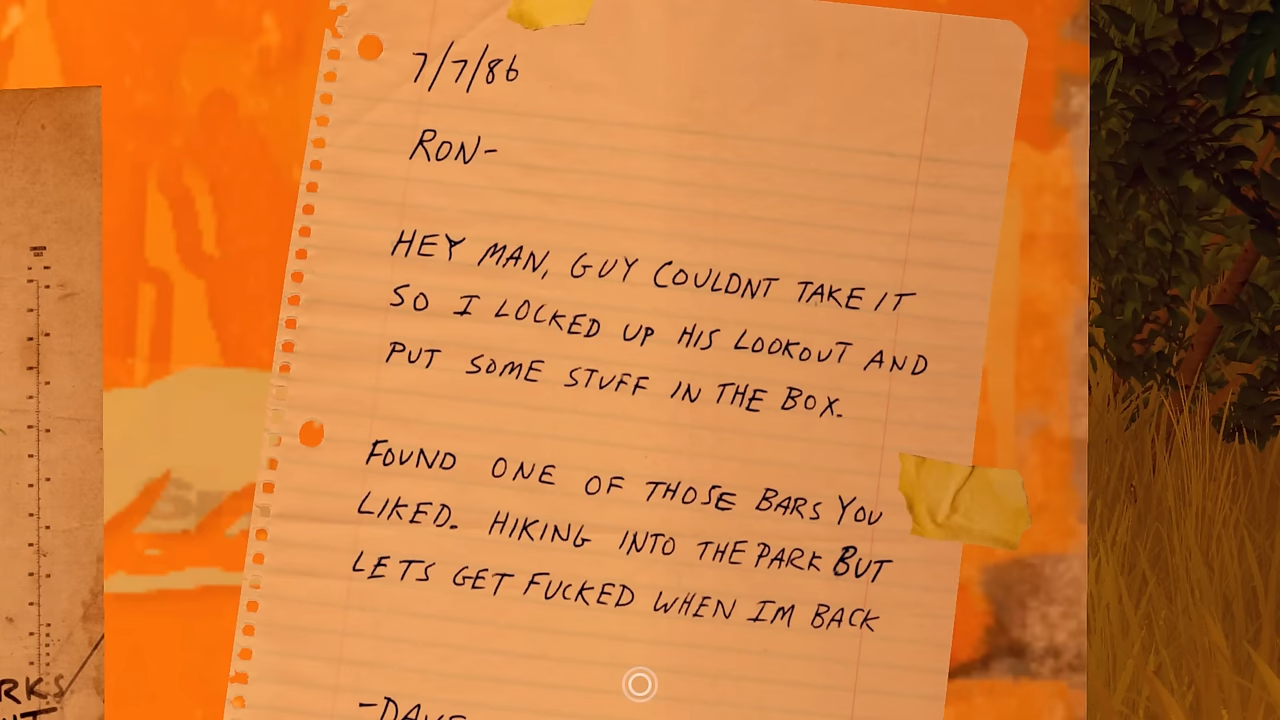 7/7/86
RON-
HEY MAN, GUY COULDNT TAKE IT
SO I LOCKED UP HIS LOOKOUT AND
PUT SOME STUFF IN THE BOX.
FOUND ONE OF THOSE BARS YOU
LIKED. HIKING INTO THE PARK BUT
LETS GET FUCKED WHEN IM BACK
-DAVE